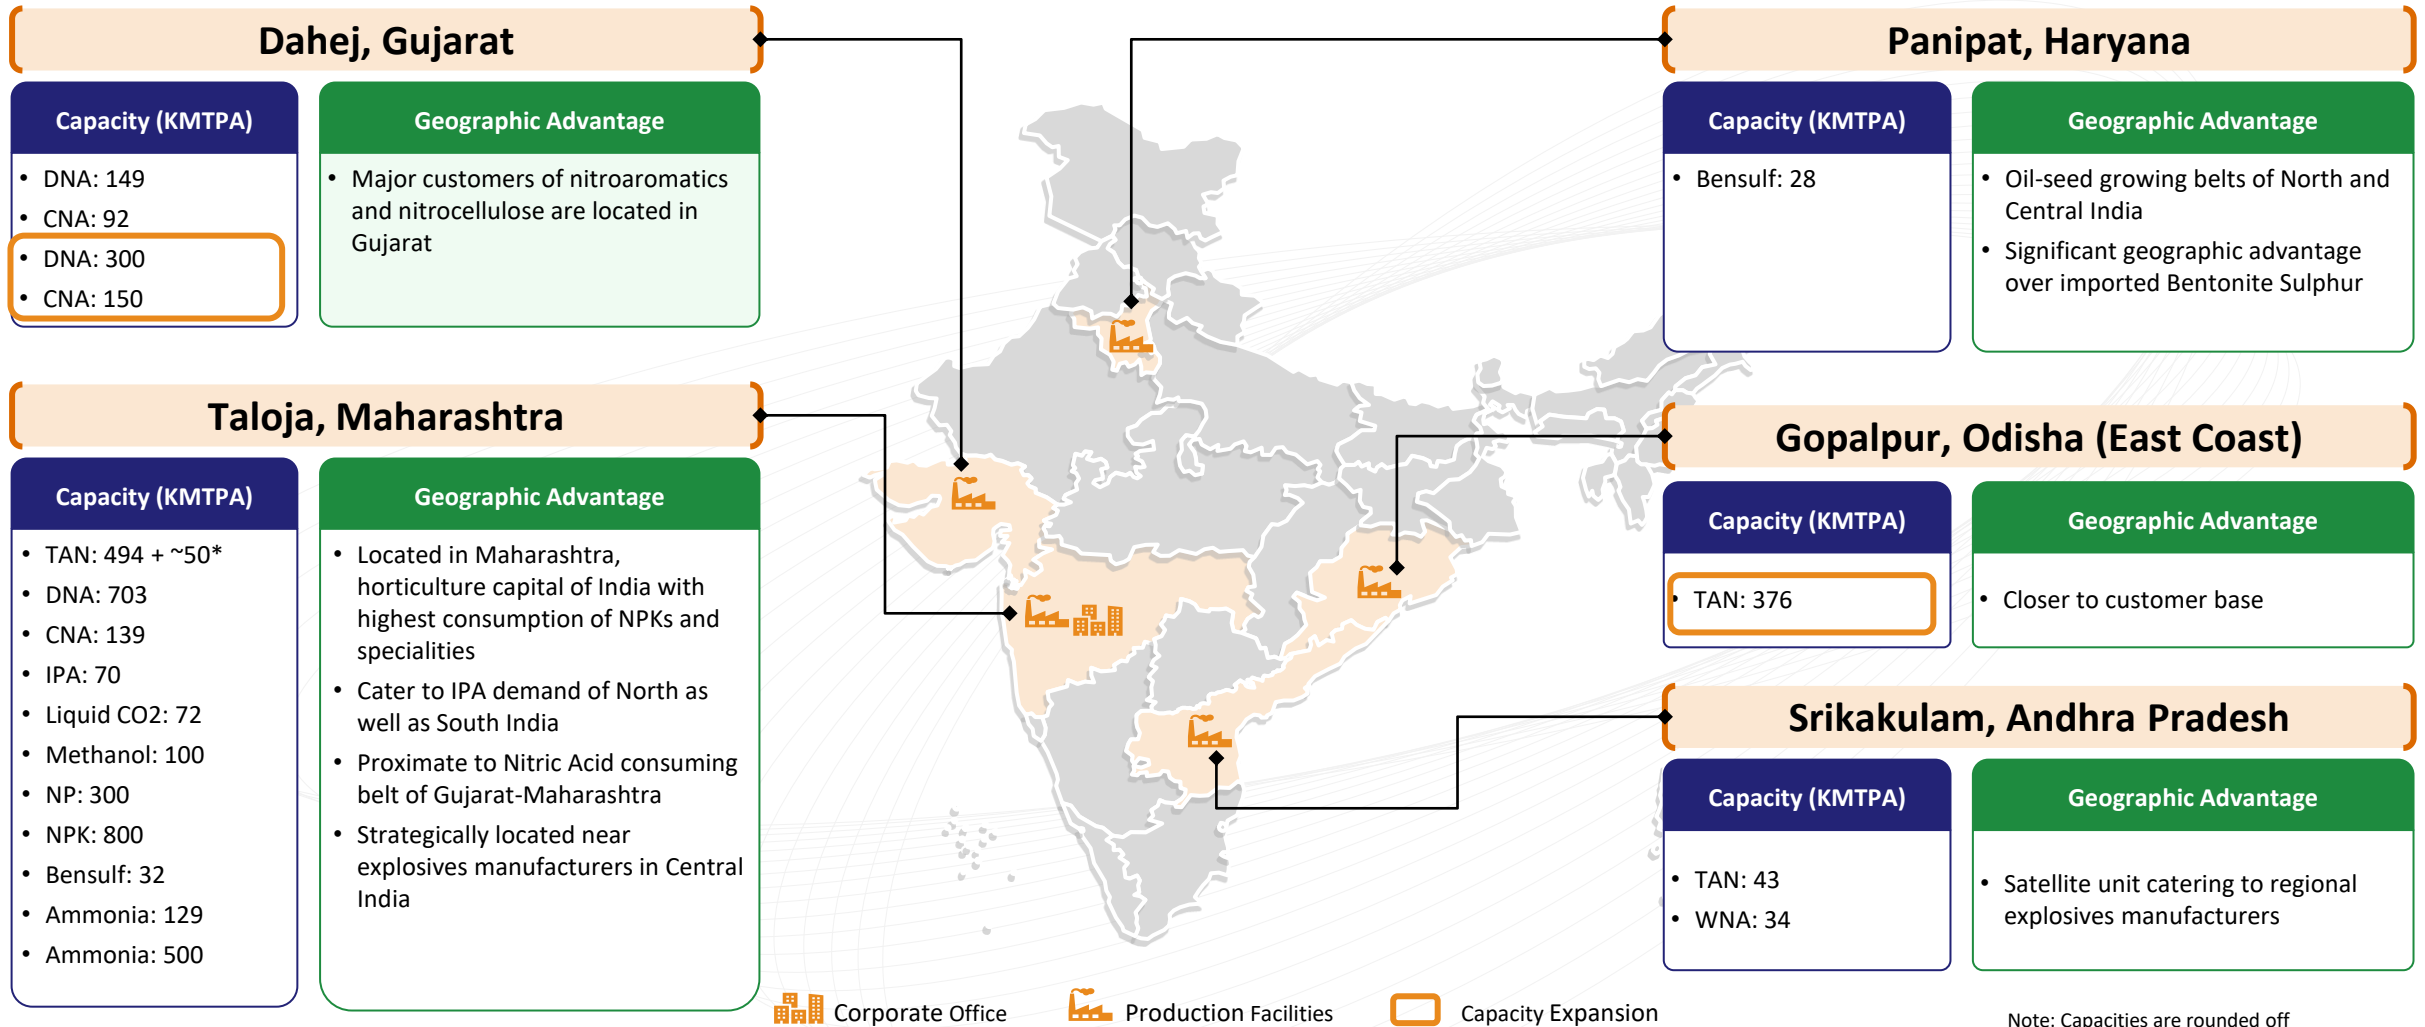 Dahej, Gujarat
Capacity (KMTPA)
• DNA: 149
• CNA: 92
• DNA: 300
• CNA: 150
Geographic Advantage
• Major customers of nitroaromatics
and nitrocellulose are located in
Gujarat
Taloja, Maharashtra
Capacity (KMTPA)
• TAN: 494 + ~50*
• DNA: 703
• CNA: 139
• IPA: 70
• Liquid CO2: 72
• Methanol: 100
• NP: 300
• NPK: 800
• Bensulf: 32
• Ammonia: 129
• Ammonia: 500
Geographic Advantage
• Located in Maharashtra,
horticulture capital of India with
highest consumption of NPKs and
specialities
• Cater to IPA demand of North as
well as South India
• Proximate to Nitric Acid consuming
belt of Gujarat-Maharashtra
• Strategically located near
explosives manufacturers in Central
India
Panipat, Haryana
Capacity (KMTPA)
• Bensulf: 28
Geographic Advantage
• Oil-seed growing belts of North and
Central India
• Significant geographic advantage
over imported Bentonite Sulphur
Gopalpur, Odisha (East Coast)
Capacity (KMTPA)
• TAN: 376
Geographic Advantage
• Closer to customer base
Srikakulam, Andhra Pradesh
Capacity (KMTPA)
• TAN: 43
• WNA: 34
Geographic Advantage
• Satellite unit catering to regional
explosives manufacturers
Corporate Office
Production Facilities
Capacity Expansion
Note: Capacities are rounded off